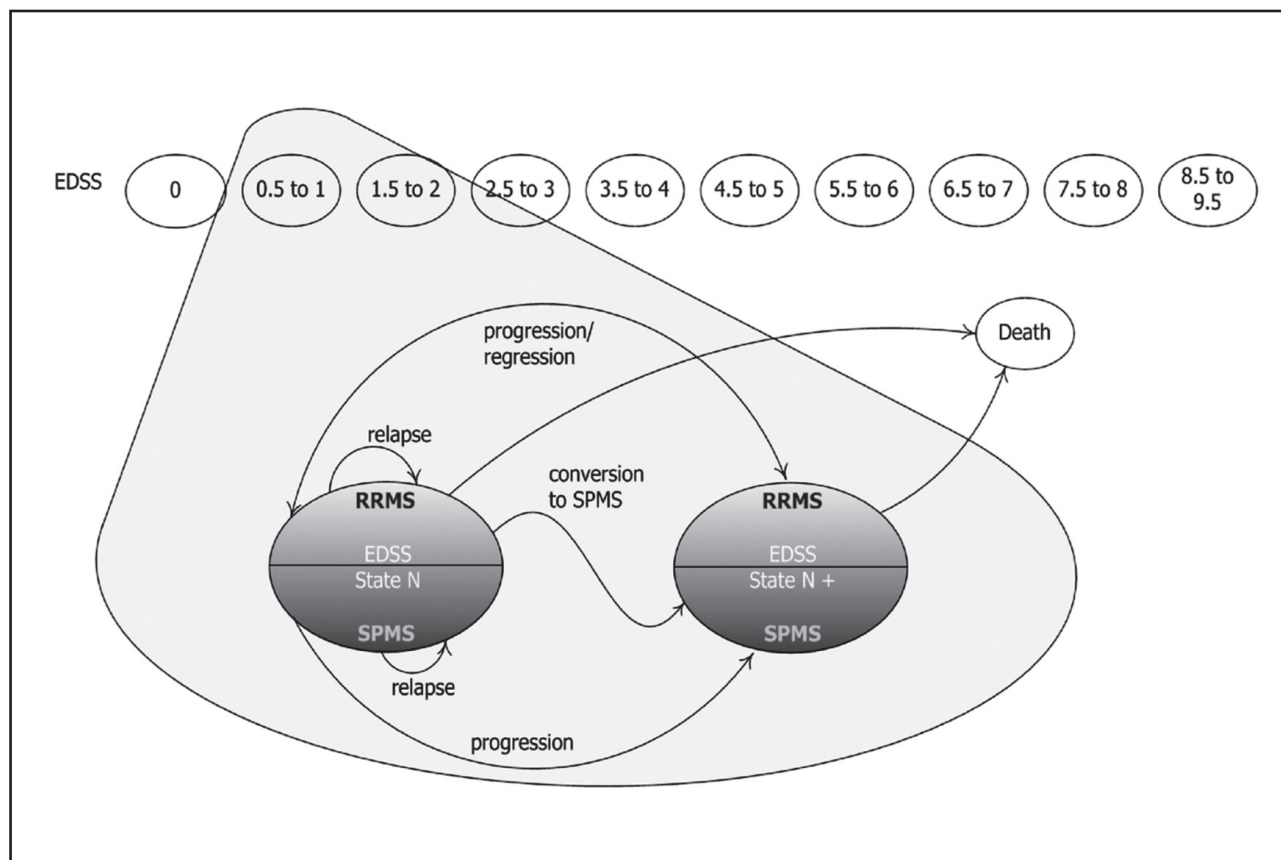 EDSS
0
0.5 to 1
1.5 to 2
2.5 to 3
3.5 to 4
4.5 to 5
5.5 to 6
6.5 to 7
7.5 to 8
8.5 to
9.5
Death
progression/
regression
relapse
conversion
to SPMS
RRMS
EDSS
State N
SPMS
relapse
RRMS
EDSS
State N +
SPMS
progression